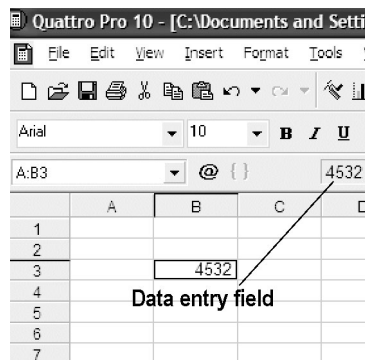 Quattro Pro 10 - [C:\Documents and Setti
File Edit View Insert Format Tools
Arial 10 B I U
A:B3 @ { } 4532
A B C
1
2
3 4532
4
Data entry field
5
6
7